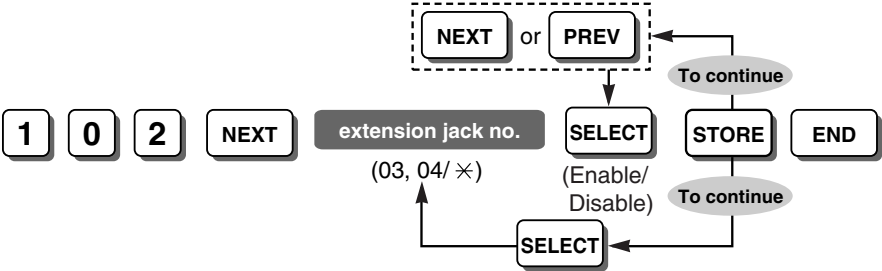 NEXT or PREV
To continue
1 0 2 NEXT extension jack no. SELECT STORE END
(03, 04/ ✳)
(Enable/
Disable)
To continue
SELECT